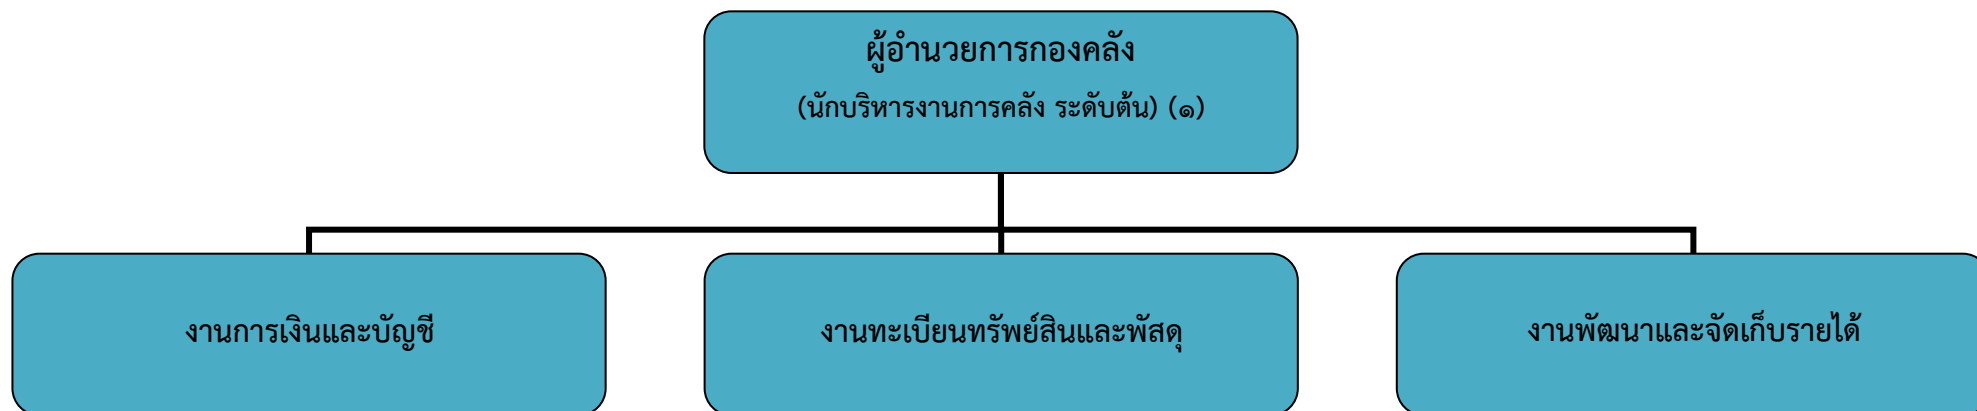 ผู้อำนวยการกองคลัง
(นักบริหารงานการคลัง ระดับต้น) (๑)
งานการเงินและบัญชี
งานทะเบียนทรัพย์สินและพัสดุ
งานพัฒนาและจัดเก็บรายได้